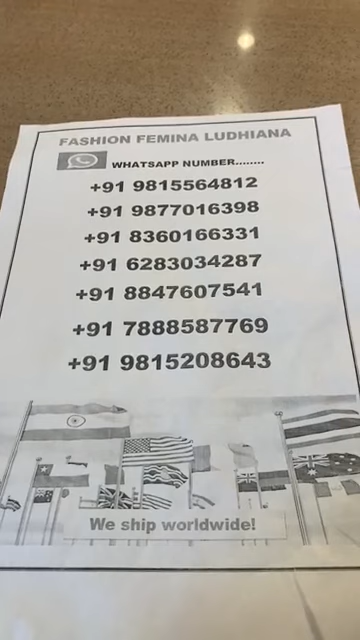 FASHION FEMINA LUDHIANA
WHATSAPP NUMBER........
+91 9815564812
+91 9877016398
+91 8360166331
+91 6283034287
+91 8847607541
+91 7888587769
+91 9815208643
We ship worldwide!